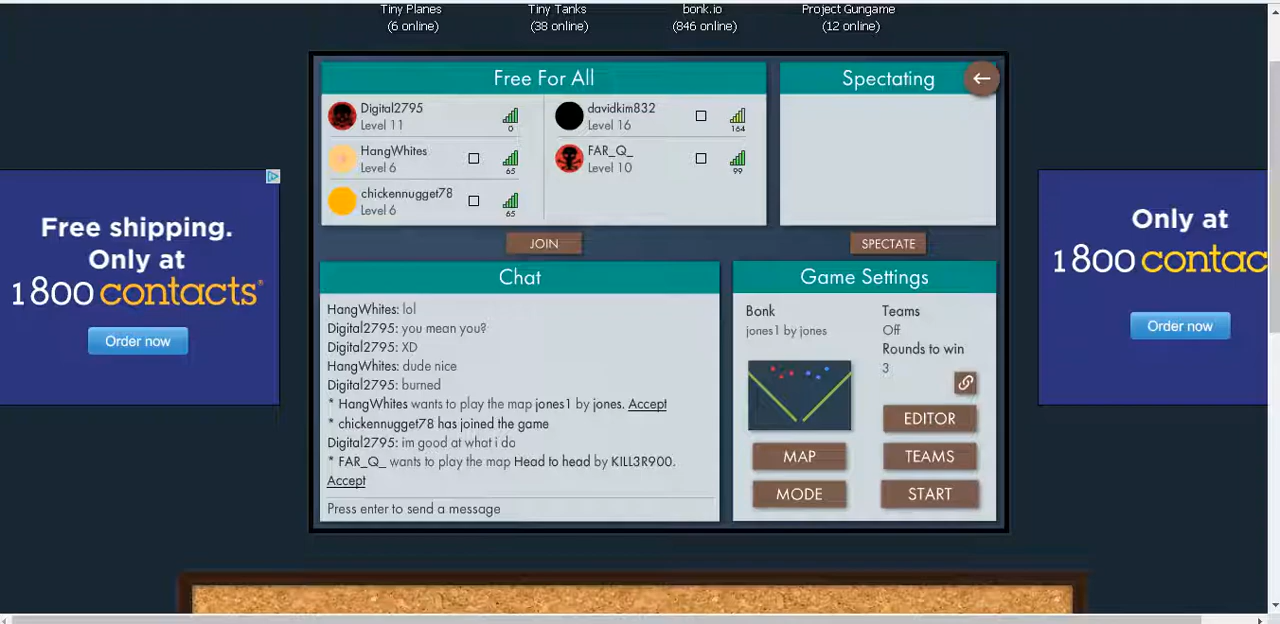 Tiny Planes
(6 online)
Tiny Tanks
(38 online)
bonk.io
(846 online)
Project Gungame
(12 online)
Free For All
Digital2795
Level 11
0
HangWhites
Level 6
65
chickennugget78
Level 6
65
davidkim832
Level 16
164
FAR_Q_
Level 10
99
JOIN
Spectating
SPECTATE
Chat
HangWhites: lol
Digital2795: you mean you?
Digital2795: XD
HangWhites: dude nice
Digital2795: burned
* HangWhites wants to play the map jones1 by jones. Accept
* chickennugget78 has joined the game
Digital2795: im good at what i do
* FAR_Q_ wants to play the map Head to head by KILL3R900.
Accept
Press enter to send a message
Game Settings
Bonk
jones1 by jones
Teams
Off
Rounds to win
3
EDITOR
MAP
TEAMS
MODE
START
Free shipping.
Only at
1800 contacts
Order now
Only at
1800 contac
Order now